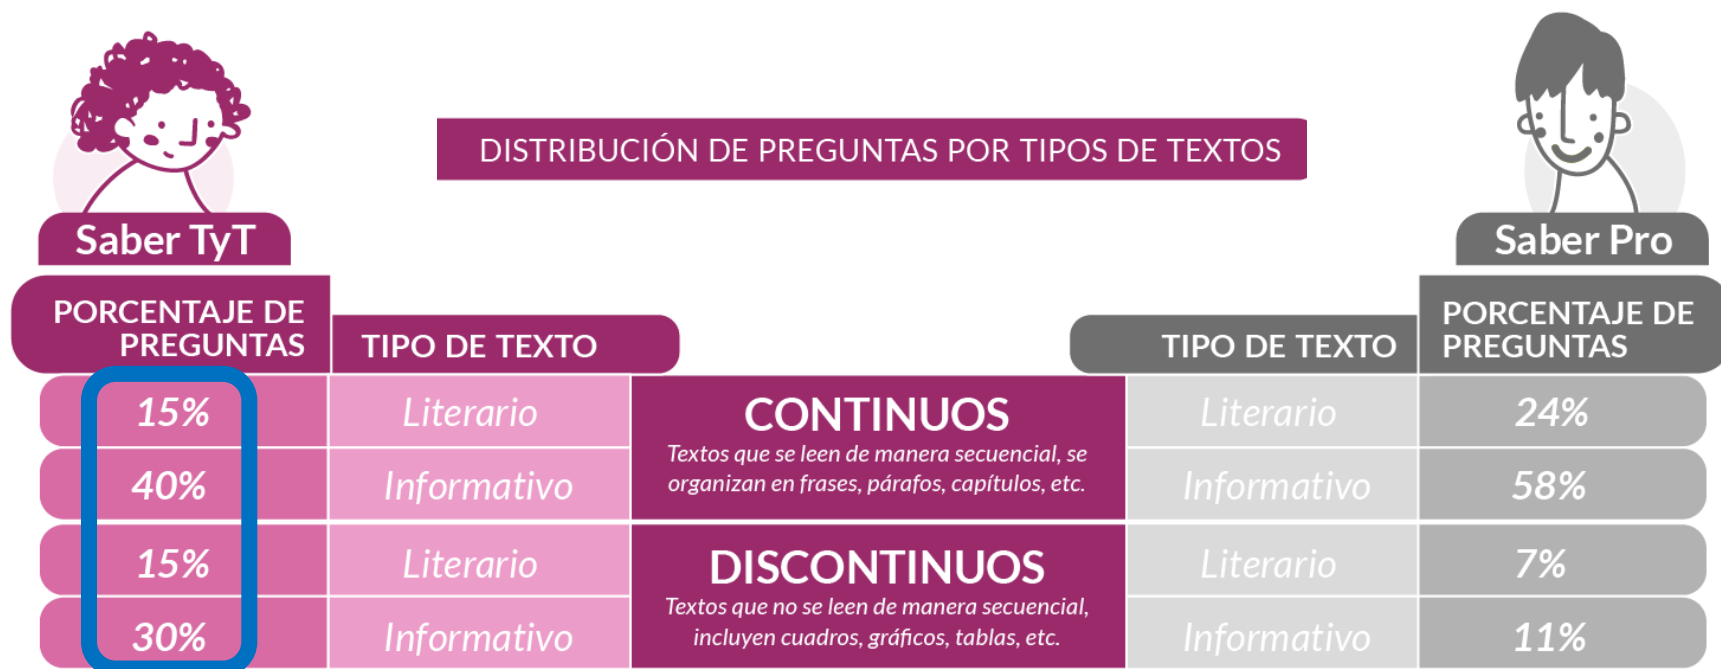 DISTRIBUCIÓN DE PREGUNTAS POR TIPOS DE TEXTOS
Saber TyT
Saber Pro
PORCENTAJE DE
PREGUNTAS
TIPO DE TEXTO
TIPO DE TEXTO
PORCENTAJE DE
PREGUNTAS
15%
Literario
CONTINUOS
Textos que se leen de manera secuencial, se
organizan en frases, párafos, capítulos, etc.
Literario
24%
40%
Informativo
Informativo
58%
15%
Literario
DISCONTINUOS
Textos que no se leen de manera secuencial,
incluyen cuadros, gráficos, tablas, etc.
Literario
7%
30%
Informativo
Informativo
11%